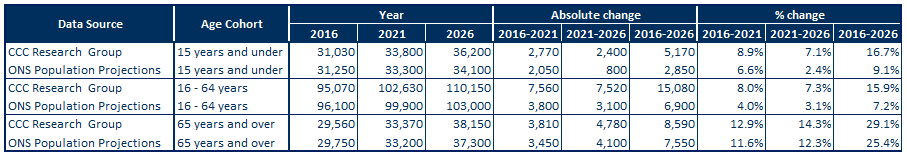 Data Source Age Cohort Year Absolute change % change
2016 2021 2026 2016-2021 2021-2026 2016-2026 2016-2021 2021-2026 2016-2026
CCC Research Group 15 years and under 31,030 33,800 36,200 2,770 2,400 5,170 8.9% 7.1% 16.7%
ONS Population Projections 15 years and under 31,250 33,300 34,100 2,050 800 2,850 6.6% 2.4% 9.1%
CCC Research Group 16 - 64 years 95,070 102,630 110,150 7,560 7,520 15,080 8.0% 7.3% 15.9%
ONS Population Projections 16 - 64 years 96,100 99,900 103,000 3,800 3,100 6,900 4.0% 3.1% 7.2%
CCC Research Group 65 years and over 29,560 33,370 38,150 3,810 4,780 8,590 12.9% 14.3% 29.1%
ONS Population Projections 65 years and over 29,750 33,200 37,300 3,450 4,100 7,550 11.6% 12.3% 25.4%